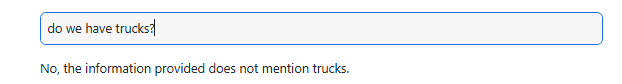 do we have trucks?
No, the information provided does not mention trucks.